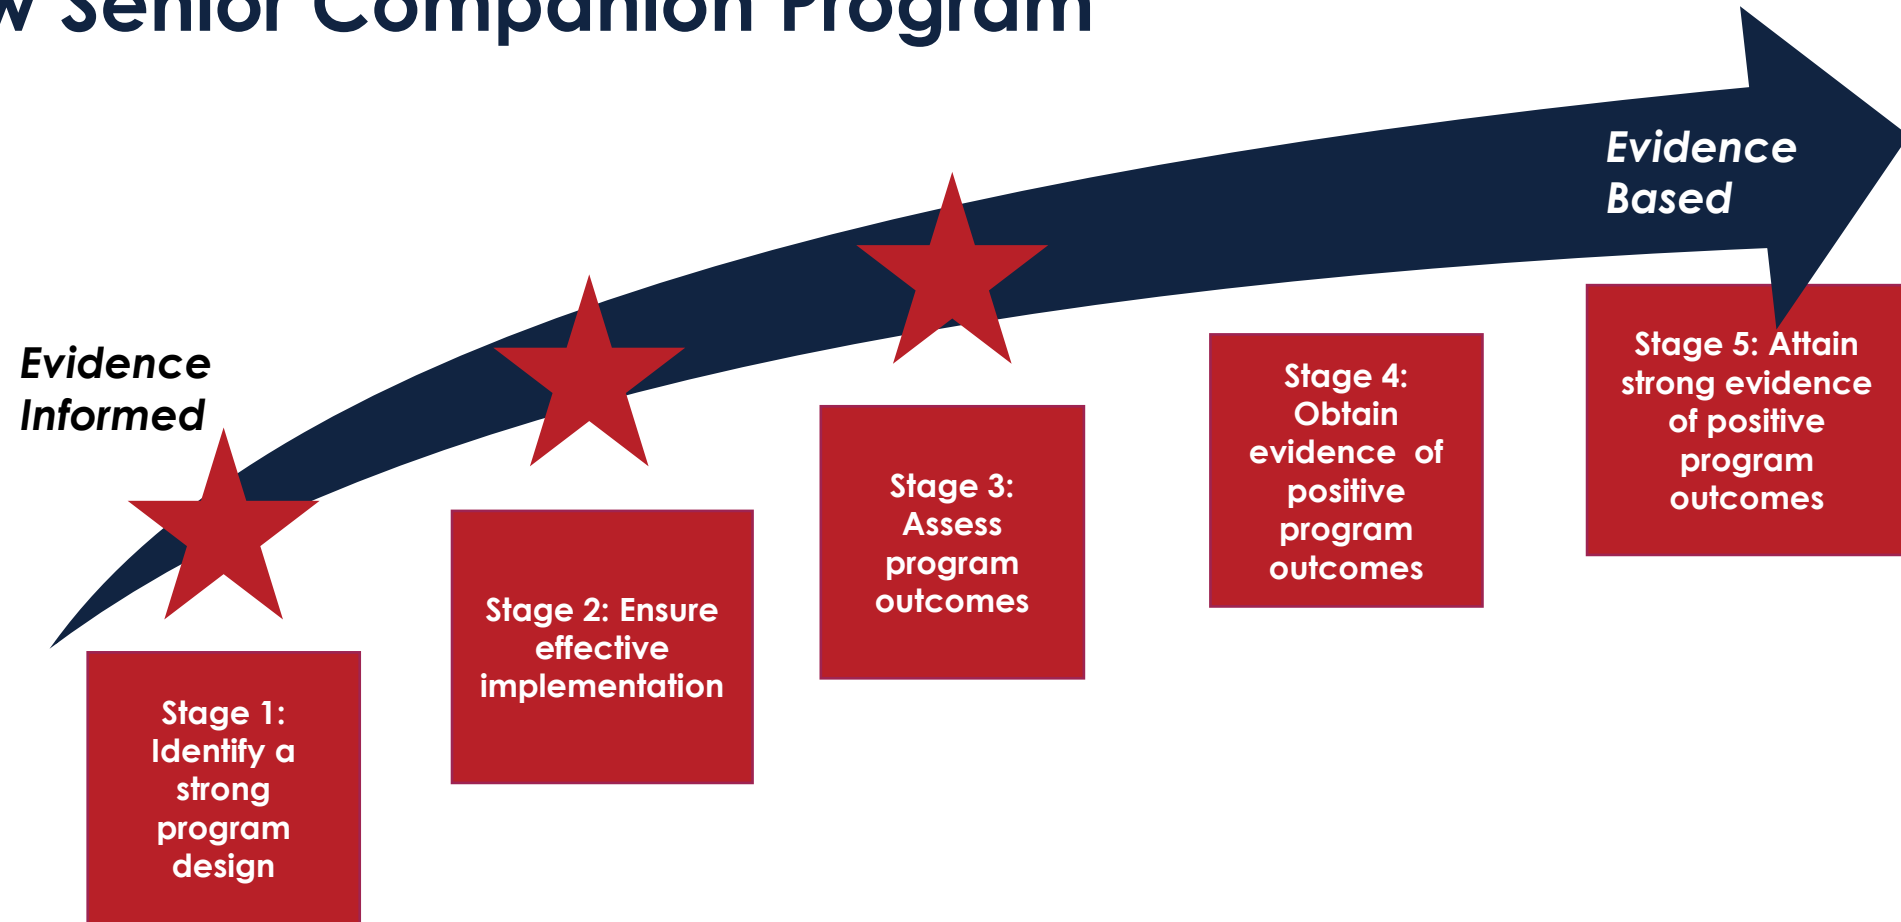 Senior Companion Program
Evidence
Based
Evidence
Informed
Stage 1:
Identify a
strong
program
design
Stage 2: Ensure
effective
implementation
Stage 3:
Assess
program
outcomes
Stage 4:
Obtain
evidence of
positive
program
outcomes
Stage 5: Attain
strong evidence
of positive
program
outcomes